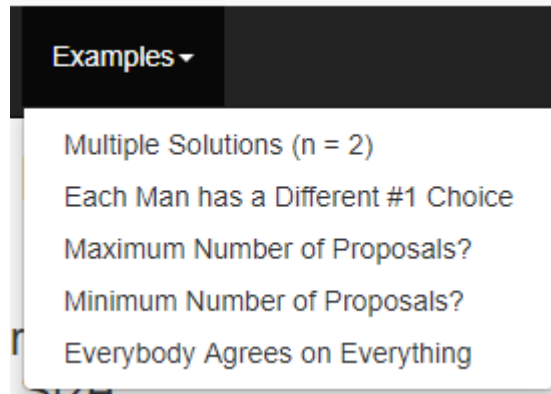 Examples
Multiple Solutions (n = 2)
Each Man has a Different #1 Choice
Maximum Number of Proposals?
Minimum Number of Proposals?
Everybody Agrees on Everything